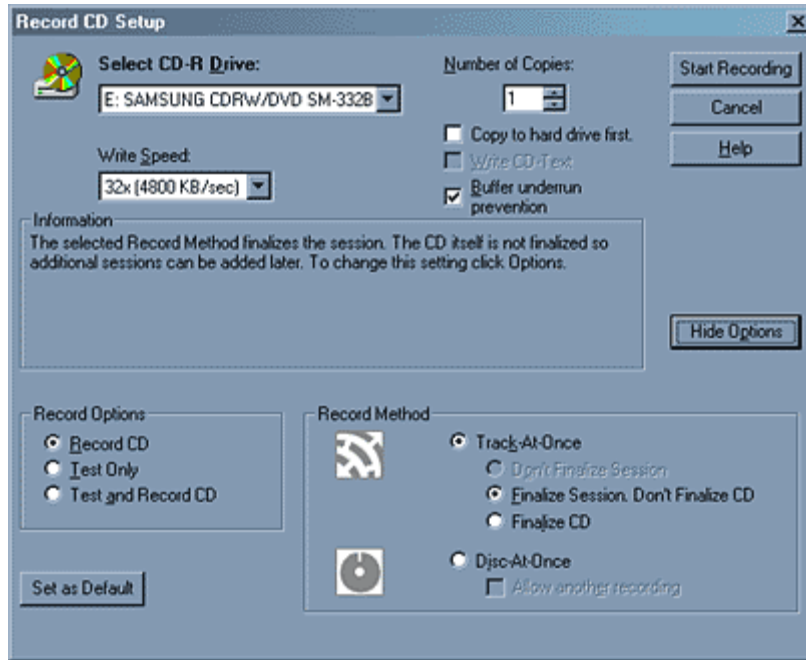 Record CD Setup
Select CD-R Drive:
E: SAMSUNG CDRW/DVD SM-332B
Write Speed:
32x (4800 KB/sec)
Number of Copies:
1
Copy to hard drive first.
Write CD-Text
Buffer underrun
prevention
Start Recording
Cancel
Help
Information
The selected Record Method finalizes the session. The CD itself is not finalized so
additional sessions can be added later. To change this setting click Options.
Hide Options
Record Options
Record CD
Test Only
Test and Record CD
Set as Default
Record Method
Track-At-Once
Don't Finalize Session
Finalize Session. Don't Finalize CD
Finalize CD
Disc-At-Once
Allow another recording